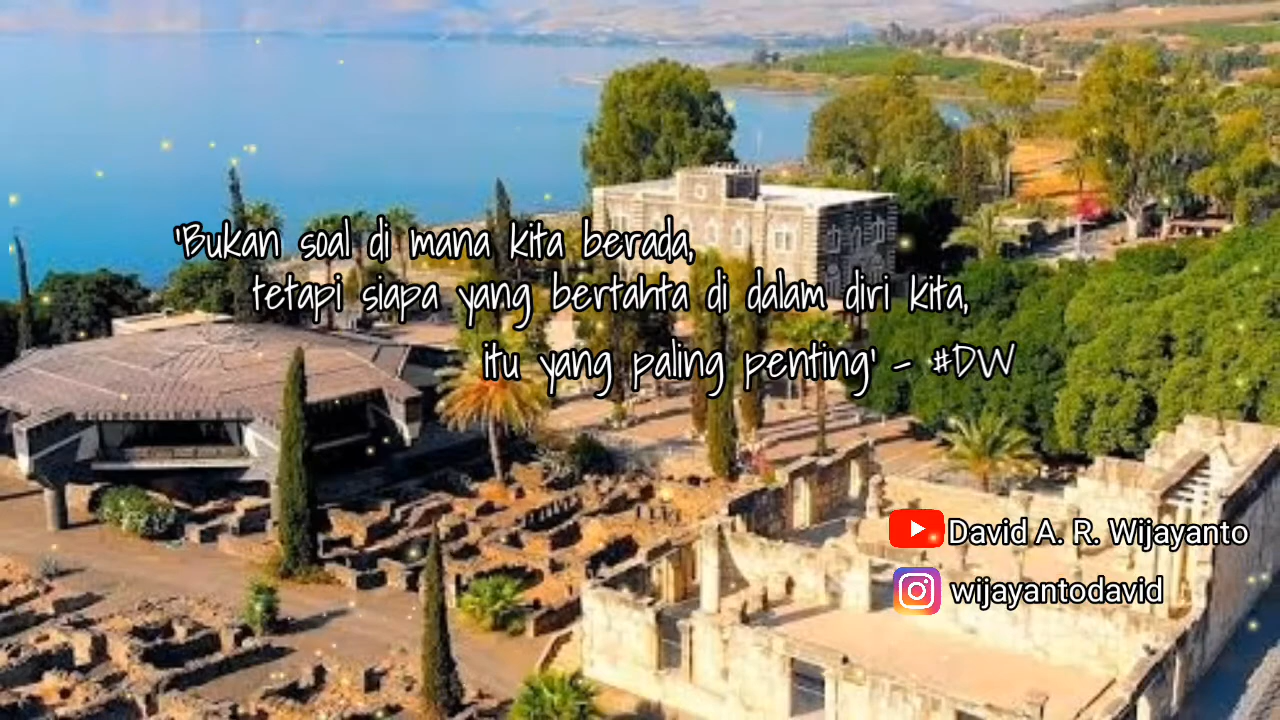 'Bukan soal di mana kita berada,
tetapi siapa yang bertahta di dalam diri kita,
itu yang paling penting' - #DW
David A. R. Wijayanto
wijayantodavid